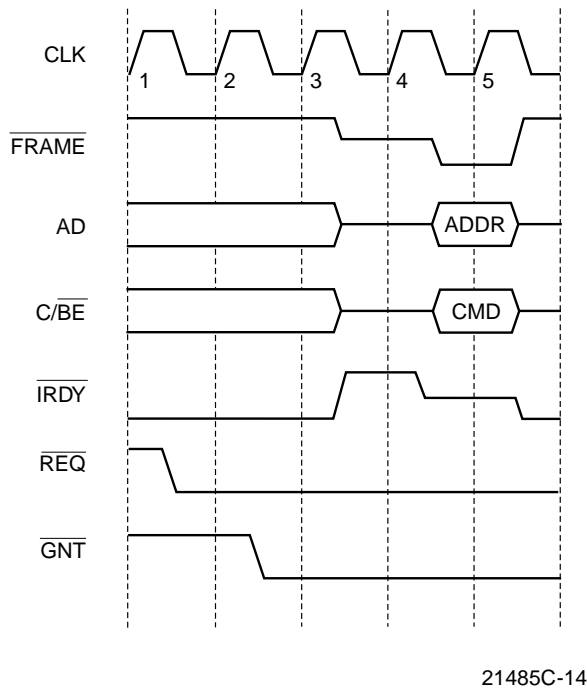 CLK
1 2 3 4 5
FRAME
AD
ADDR
C/BE
CMD
IRDY
REQ
GNT
21485C-14